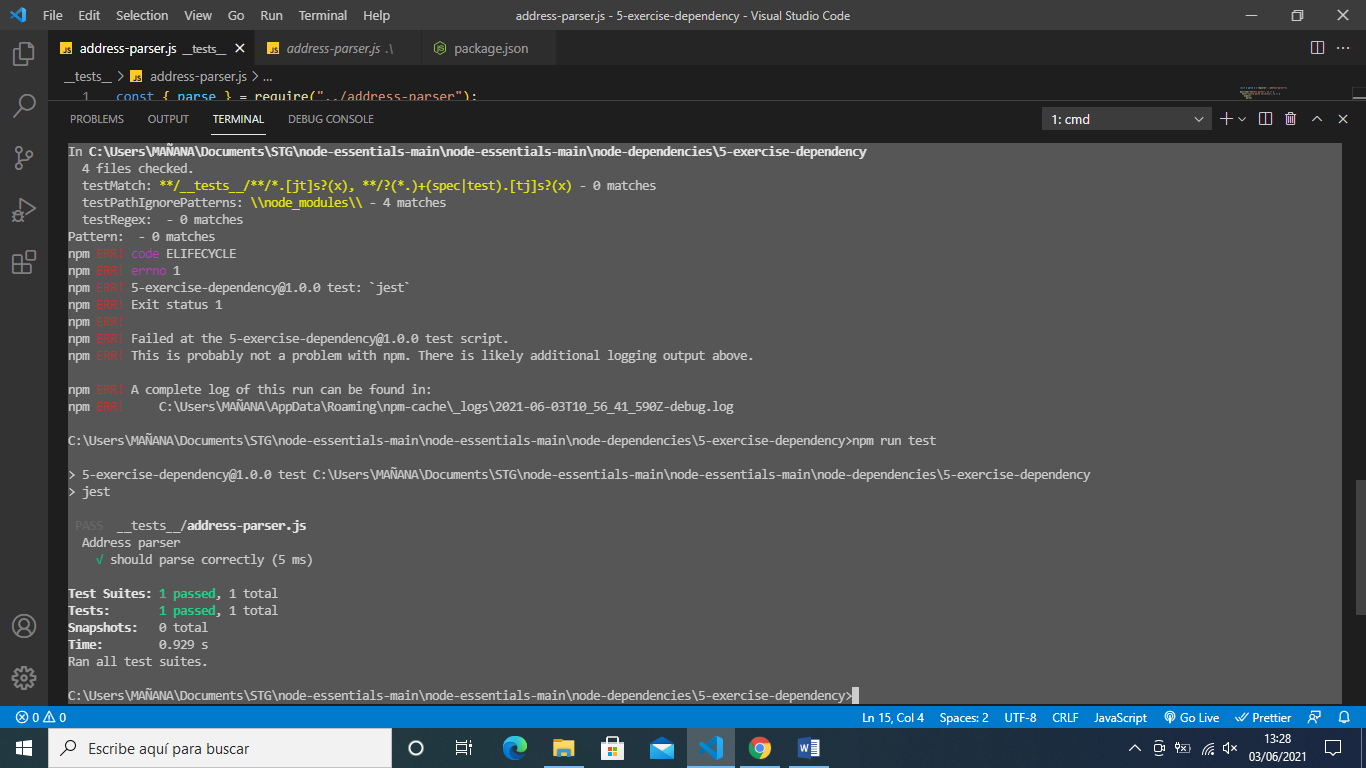 File Edit Selection View Go Run Terminal Help address-parser.js - 5-exercise-dependency - Visual Studio Code
address-parser.js __tests__ address-parser.js .\ package.json
__tests__ > address-parser.js > ...
1 const { parse } = require("../address-parser");
PROBLEMS OUTPUT TERMINAL DEBUG CONSOLE 1: cmd
In C:\Users\MAÑANA\Documents\STG\node-essentials-main\node-essentials-main\node-dependencies\5-exercise-dependency
4 files checked.
testMatch: **/__tests__/**/*.[jt]s?(x), **/?(*.)+(spec|test).[tj]s?(x) - 0 matches
testPathIgnorePatterns: \\node_modules\\ - 4 matches
testRegex:  - 0 matches
Pattern:  - 0 matches
npm ERR! code ELIFECYCLE
npm ERR! errno 1
npm ERR! 5-exercise-dependency@1.0.0 test: `jest`
npm ERR! Exit status 1
npm ERR!
npm ERR! Failed at the 5-exercise-dependency@1.0.0 test script.
npm ERR! This is probably not a problem with npm. There is likely additional logging output above.
npm ERR! A complete log of this run can be found in:
npm ERR!     C:\Users\MAÑANA\AppData\Roaming\npm-cache\_logs\2021-06-03T10_56_41_590Z-debug.log
C:\Users\MAÑANA\Documents\STG\node-essentials-main\node-essentials-main\node-dependencies\5-exercise-dependency>npm run test
> 5-exercise-dependency@1.0.0 test C:\Users\MAÑANA\Documents\STG\node-essentials-main\node-essentials-main\node-dependencies\5-exercise-dependency
> jest
PASS __tests__/address-parser.js
Address parser
√ should parse correctly (5 ms)
Test Suites: 1 passed, 1 total
Tests:       1 passed, 1 total
Snapshots:   0 total
Time:        0.929 s
Ran all test suites.
C:\Users\MAÑANA\Documents\STG\node-essentials-main\node-essentials-main\node-dependencies\5-exercise-dependency>
0 0 Ln 15, Col 4 Spaces: 2 UTF-8 CRLF JavaScript Go Live Prettier
Escribe aquí para buscar
13:28
03/06/2021